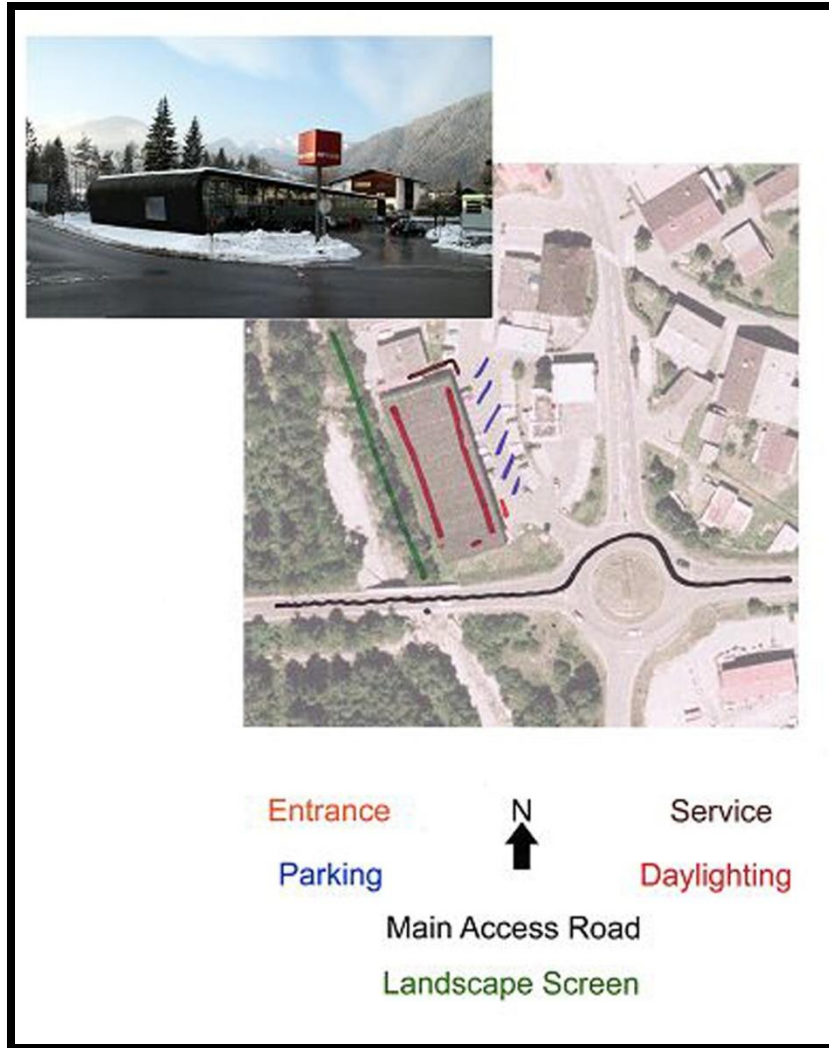 Entrance
N
Service
Parking
Daylighting
Main Access Road
Landscape Screen